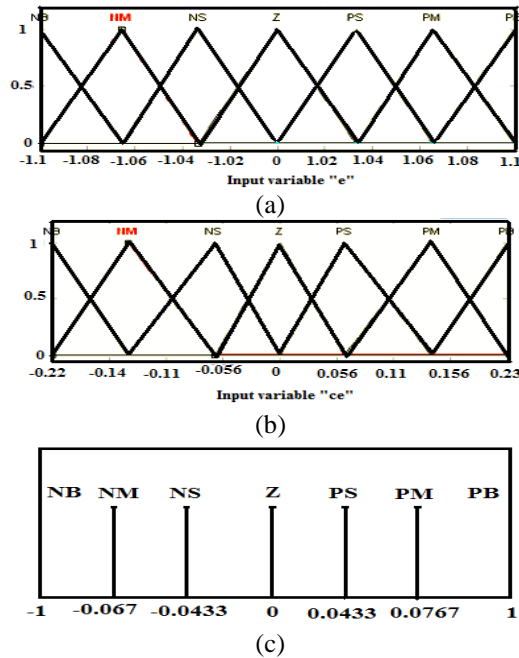 NB NM NS Z PS PM PB
1
0.5
0
-1.1 -1.08 -1.06 -1.04 -1.02 0 1.02 1.04 1.06 1.08 1.1
Input variable "e"
(a)
NB NM NS Z PS PM PB
1
0.5
0
-0.22 -0.14 -0.11 -0.056 0 0.056 0.11 0.156 0.23
Input variable "ce"
(b)
NB NM NS Z PS PM PB
-1 -0.067 -0.0433 0 0.0433 0.0767 1
(c)